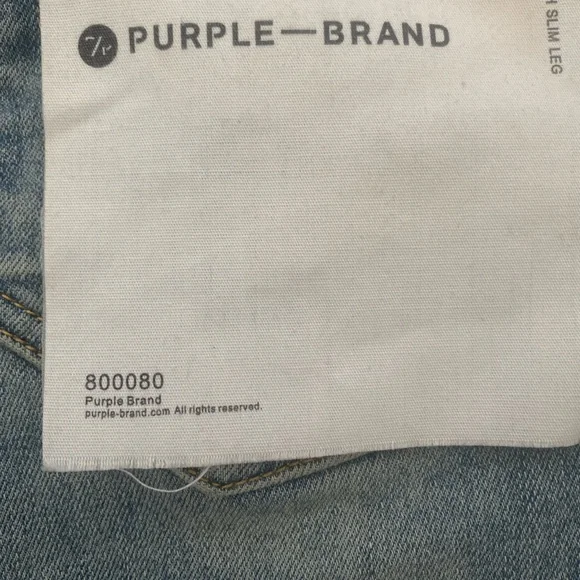 PURPLE—BRAND
SLIM LEG
800080
Purple Brand
purple-brand.com All rights reserved.